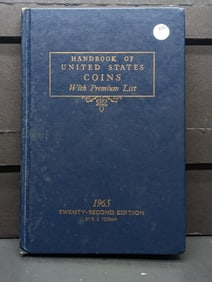 HANDBOOK OF
UNITED STATES
COINS
With Premium List
1965
TWENTY-SECOND EDITION
BY R. S. YEOMAN